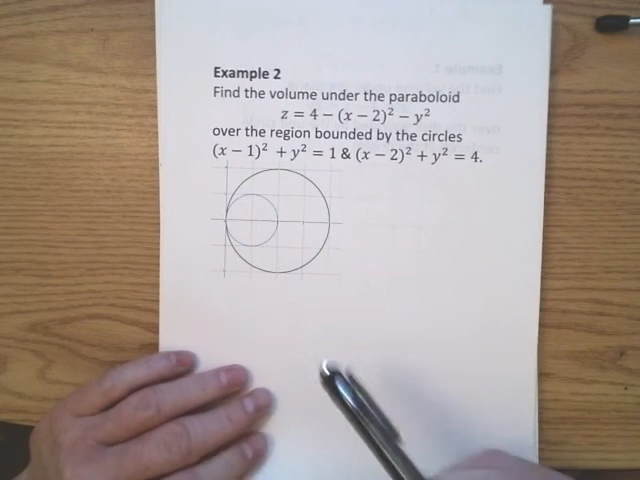 Example 2
Find the volume under the paraboloid
z = 4 − (x − 2)² − y²
over the region bounded by the circles
(x − 1)² + y² = 1 & (x − 2)² + y² = 4.